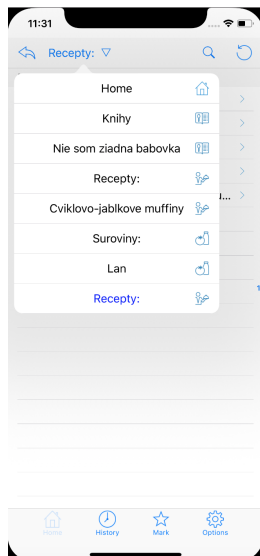 11:31
Recepty: ▽
Home
Knihy
Nie som ziadna babovka
Recepty:
Cviklovo-jablkove muffiny
Suroviny:
Lan
Recepty:
u...
1
Home
History
Mark
Options